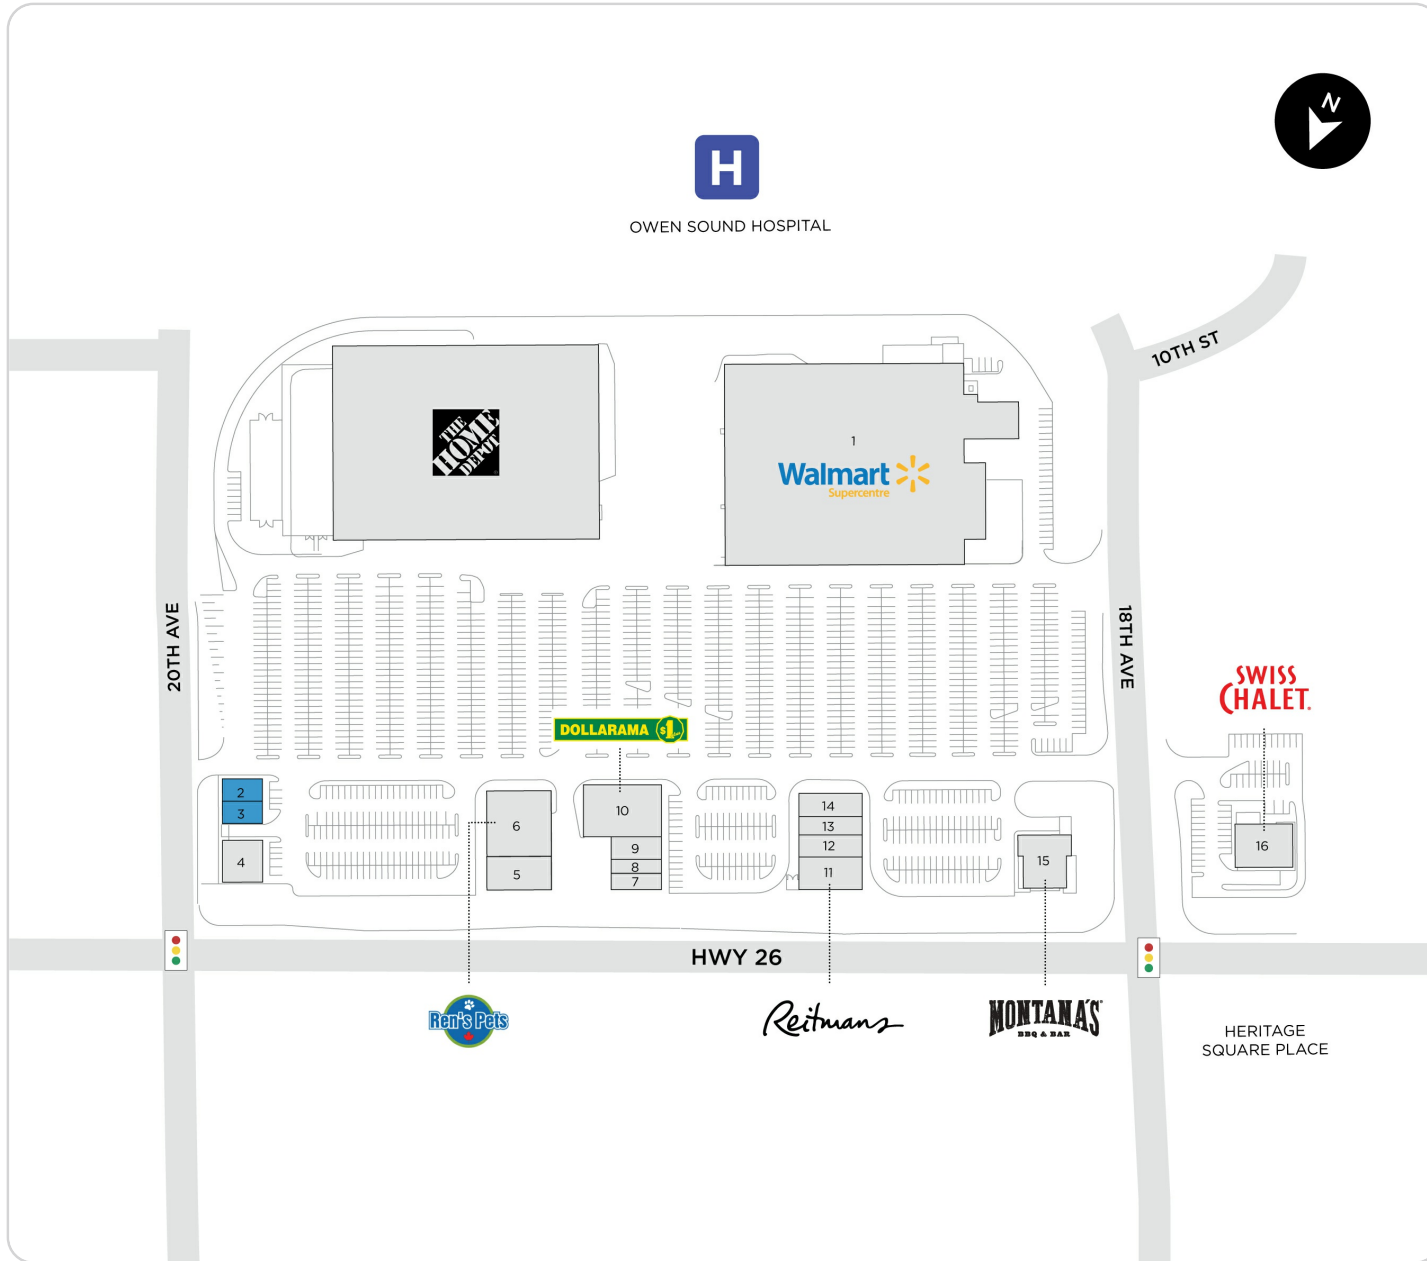 N
H
OWEN SOUND HOSPITAL
10TH ST
THE
HOME
DEPOT
1
Walmart
Supercentre
20TH AVE
18TH AVE
SWISS
CHALET
DOLLARAMA $1
2
3
4
6
5
10
9
8
7
14
13
12
11
15
16
HWY 26
Ren's Pets
Reitmans
MONTANA'S
BBQ & BAR
HERITAGE
SQUARE PLACE